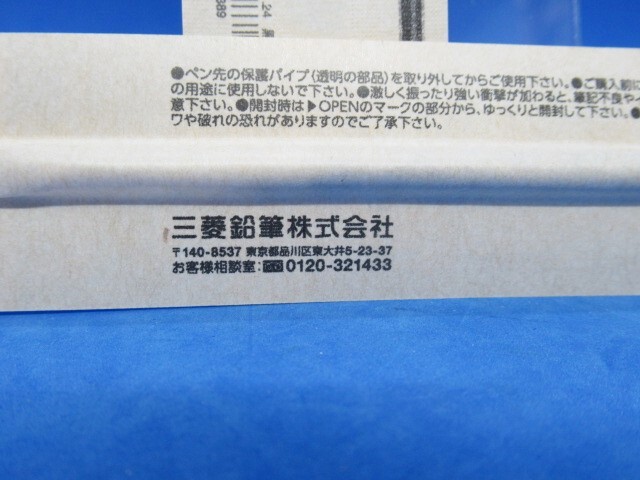 889
.24
●ペン先の保護パイプ(透明の部品)を取り外してからご使用下さい。●ご購入前に
の用途に使用しないで下さい。●激しく振ったり強い衝撃が加わると、筆記不良や
意下さい。●開封時は▶OPENのマークの部分から、ゆっくりと開封して下さい。●
ワや破れの恐れがありますのでご了承下さい。
三菱鉛筆株式会社
〒140-8537 東京都品川区東大井5-23-37
お客様相談室:0120-321433